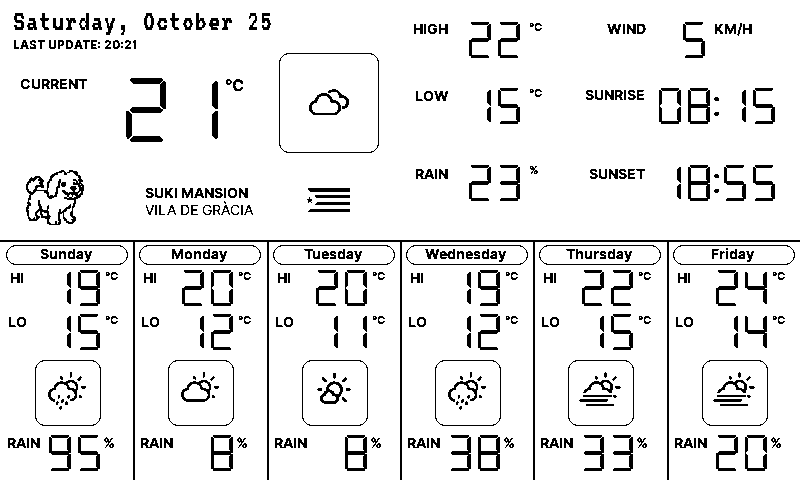 Saturday, October 25
LAST UPDATE: 20:21
CURRENT 21 °C
SUKI MANSION
VILA DE GRÀCIA
HIGH 22 °C
LOW 15 °C
RAIN 23 %
WIND 5 KM/H
SUNRISE 08:15
SUNSET 18:55
Sunday
HI 19 °C
LO 15 °C
RAIN 95 %
Monday
HI 20 °C
LO 12 °C
RAIN 8 %
Tuesday
HI 20 °C
LO 11 °C
RAIN 8 %
Wednesday
HI 19 °C
LO 12 °C
RAIN 38 %
Thursday
HI 22 °C
LO 15 °C
RAIN 33 %
Friday
HI 24 °C
LO 14 °C
RAIN 20 %